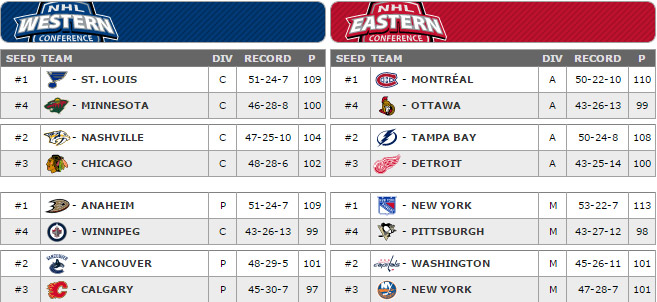 NHL
WESTERN
CONFERENCE
SEED TEAM DIV RECORD P
#1 - ST. LOUIS C 51-24-7 109
#4 - MINNESOTA C 46-28-8 100
#2 - NASHVILLE C 47-25-10 104
#3 - CHICAGO C 48-28-6 102
#1 - ANAHEIM P 51-24-7 109
#4 - WINNIPEG C 43-26-13 99
#2 - VANCOUVER P 48-29-5 101
#3 - CALGARY P 45-30-7 97
NHL
EASTERN
CONFERENCE
SEED TEAM DIV RECORD P
#1 - MONTRÉAL A 50-22-10 110
#4 - OTTAWA A 43-26-13 99
#2 - TAMPA BAY A 50-24-8 108
#3 - DETROIT A 43-25-14 100
#1 - NEW YORK M 53-22-7 113
#4 - PITTSBURGH M 43-27-12 98
#2 - WASHINGTON M 45-26-11 101
#3 - NEW YORK M 47-28-7 101